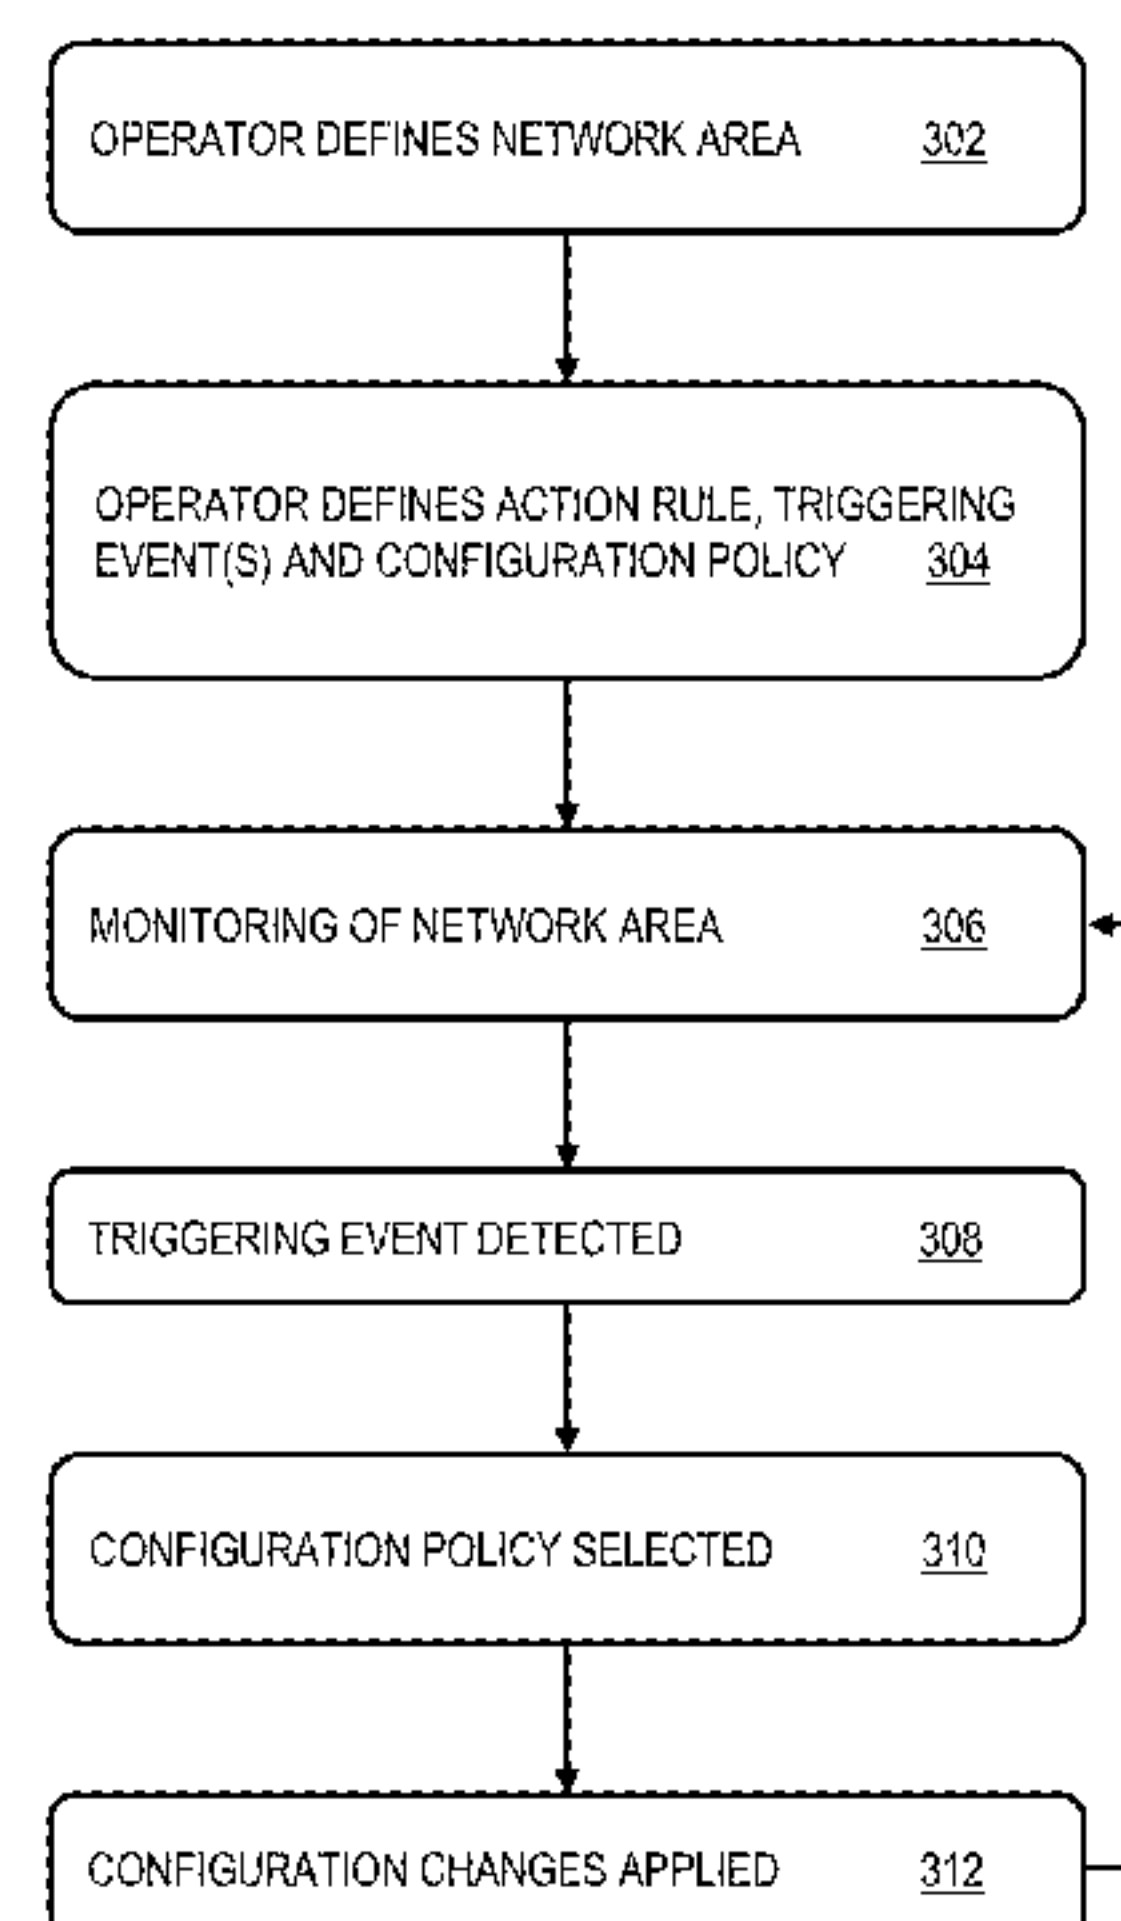 OPERATOR DEFINES NETWORK AREA 302
OPERATOR DEFINES ACTION RULE, TRIGGERING
EVENT(S) AND CONFIGURATION POLICY 304
MONITORING OF NETWORK AREA 306
TRIGGERING EVENT DETECTED 308
CONFIGURATION POLICY SELECTED 310
CONFIGURATION CHANGES APPLIED 312